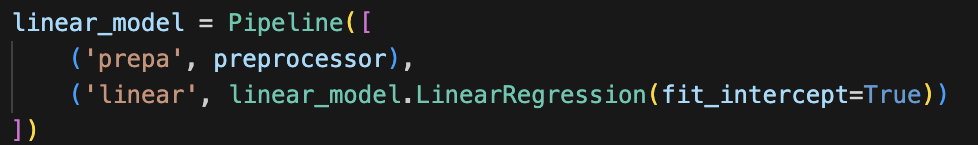 linear_model = Pipeline([
    ('prepa', preprocessor),
    ('linear', linear_model.LinearRegression(fit_intercept=True))
])